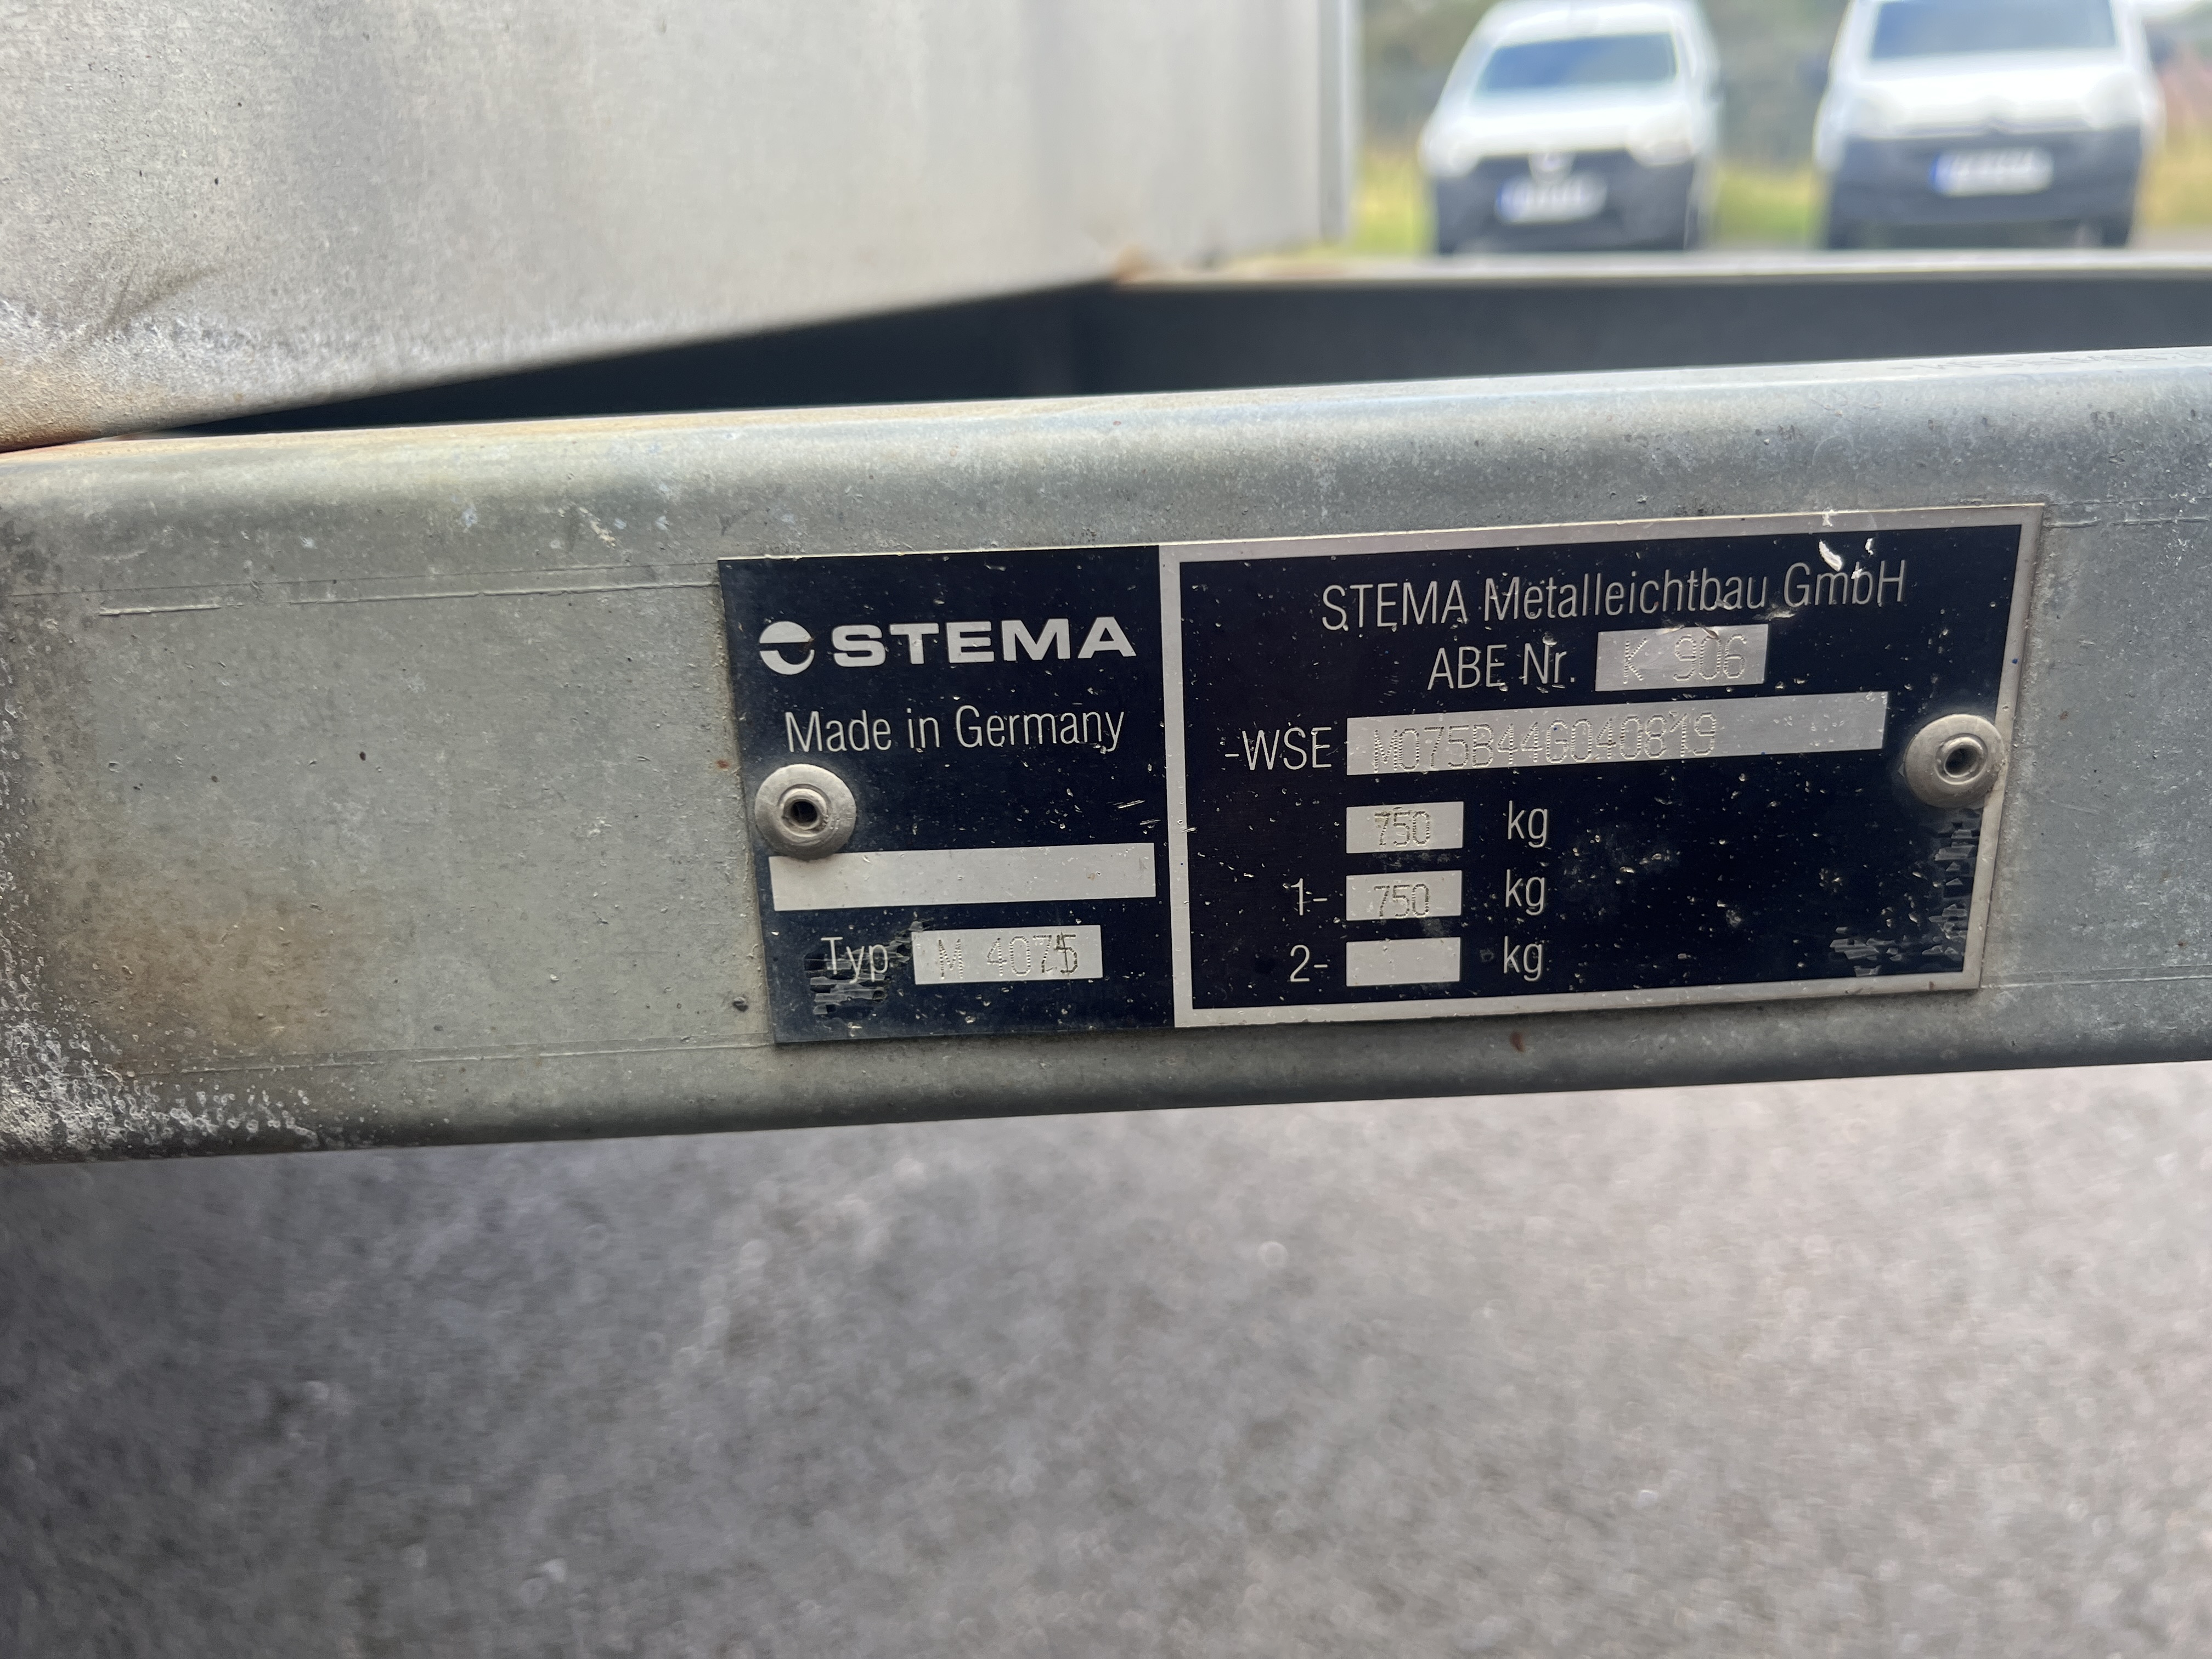 STEMA
Made in Germany
Typ M 4075
STEMA Metalleichtbau GmbH
ABE Nr. K 906
-WSE M075B44G040819
750 kg
1- 750 kg
2- kg